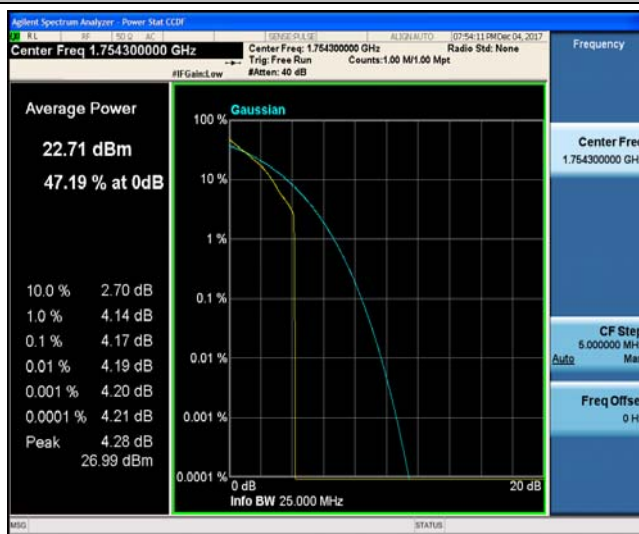 Agilent Spectrum Analyzer - Power Stat CCDF
RL RF 50 Ω AC SENSE:PULSE ALIGNAUTO 07:54:11 PM Dec 04, 2017
Center Freq 1.754300000 GHz
Center Freq: 1.754300000 GHz Radio Std: None
Trig: Free Run Counts:1.00 M/1.00 Mpt
#IFGain:Low #Atten: 40 dB
Frequency
Average Power
22.71 dBm
47.19 % at 0dB
10.0 % 2.70 dB
1.0 % 4.14 dB
0.1 % 4.17 dB
0.01 % 4.19 dB
0.001 % 4.20 dB
0.0001 % 4.21 dB
Peak 4.28 dB
26.99 dBm
Gaussian
100 %
10 %
1 %
0.1 %
0.01 %
0.001 %
0.0001 %
0 dB 20 dB
Info BW 25.000 MHz
Center Fre
1.754300000 GH
CF Step
5.000000 MH
Auto Ma
Freq Offse
0 H
MSG STATUS